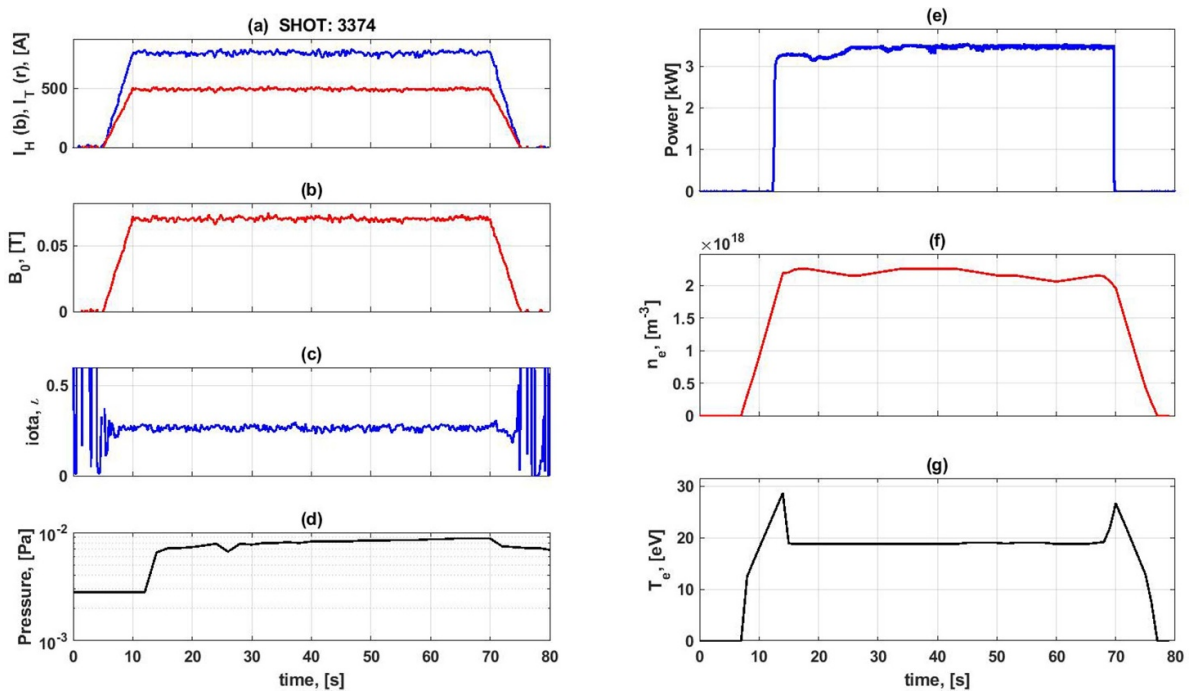 (a) SHOT: 3374
I_H (b), I_T (r), [A]
500
0
(b)
B_0, [T]
0.05
0
(c)
iota, ι
0.5
0
(d)
Pressure, [Pa]
10^-2
10^-3
0 10 20 30 40 50 60 70 80
time, [s]
(e)
Power [kW]
3
2
1
0
(f)
×10^18
n_e, [m^-3]
2
1.5
1
0.5
0
(g)
T_e, [eV]
30
20
10
0
0 10 20 30 40 50 60 70 80
time, [s]